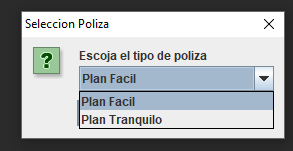 Seleccion Poliza
Escoja el tipo de poliza
Plan Facil
Plan Facil
Plan Tranquilo